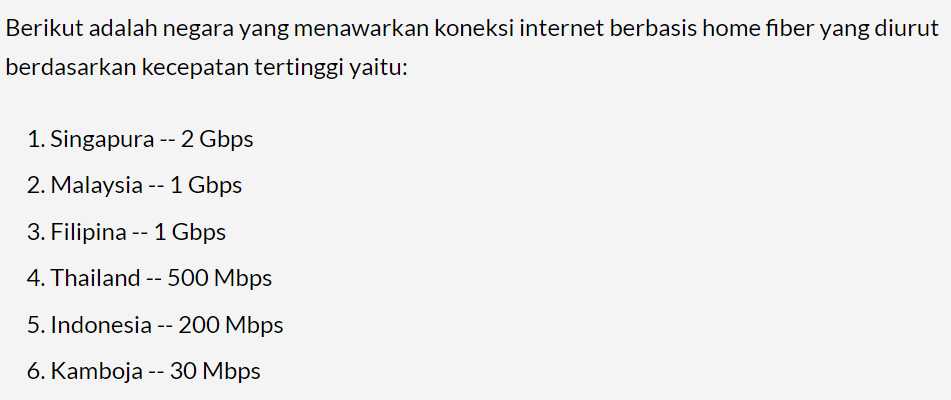 Berikut adalah negara yang menawarkan koneksi internet berbasis home fiber yang diurut
berdasarkan kecepatan tertinggi yaitu:
1. Singapura -- 2 Gbps
2. Malaysia -- 1 Gbps
3. Filipina -- 1 Gbps
4. Thailand -- 500 Mbps
5. Indonesia -- 200 Mbps
6. Kamboja -- 30 Mbps